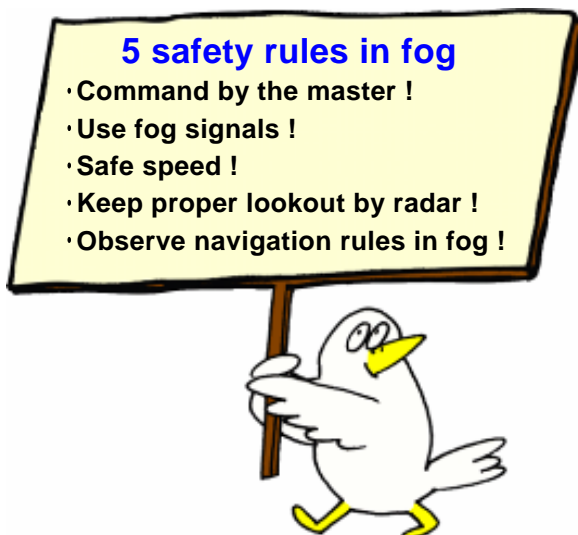 5 safety rules in fog
・Command by the master !
・Use fog signals !
・Safe speed !
・Keep proper lookout by radar !
・Observe navigation rules in fog !